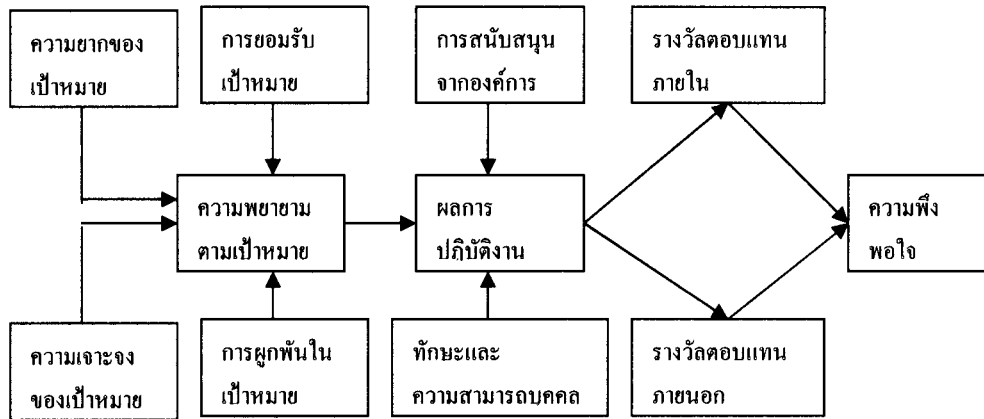 ความยากของ
เป้าหมาย
การยอมรับ
เป้าหมาย
การสนับสนุน
จากองค์การ
รางวัลตอบแทน
ภายใน
ความพยายาม
ตามเป้าหมาย
ผลการ
ปฏิบัติงาน
ความพึง
พอใจ
ความเจาะจง
ของเป้าหมาย
การผูกพันใน
เป้าหมาย
ทักษะและ
ความสามารถบุคคล
รางวัลตอบแทน
ภายนอก